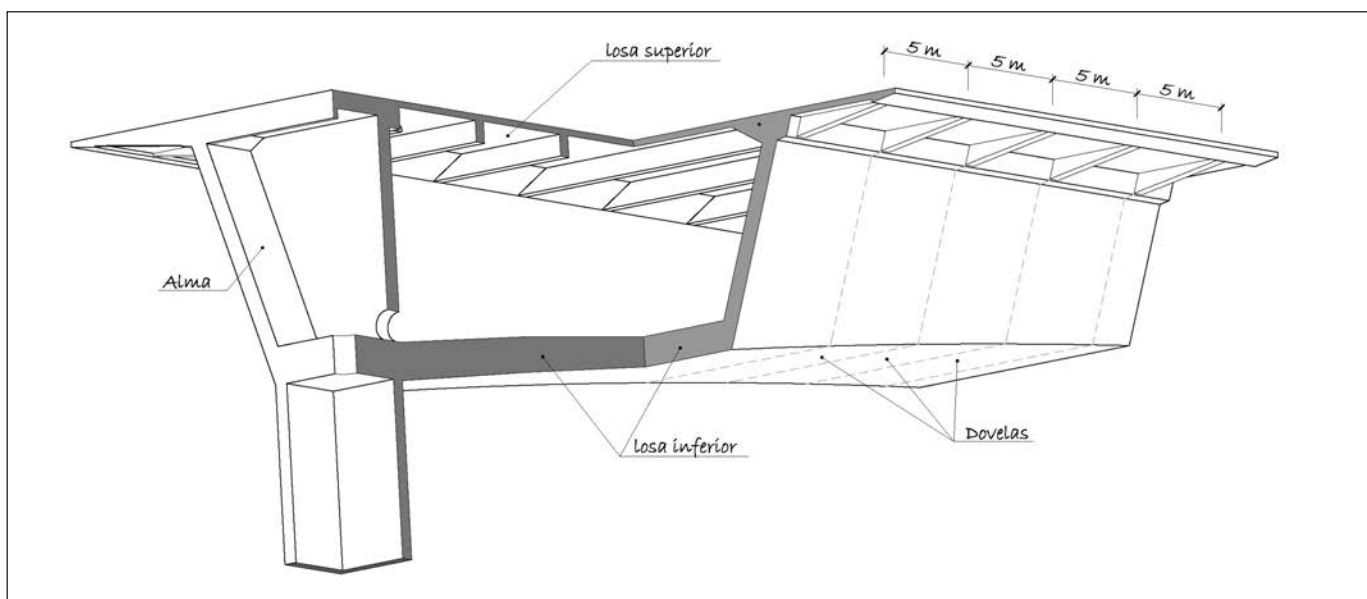 losa superior
5 m
5 m
5 m
5 m
Alma
losa inferior
Dovelas